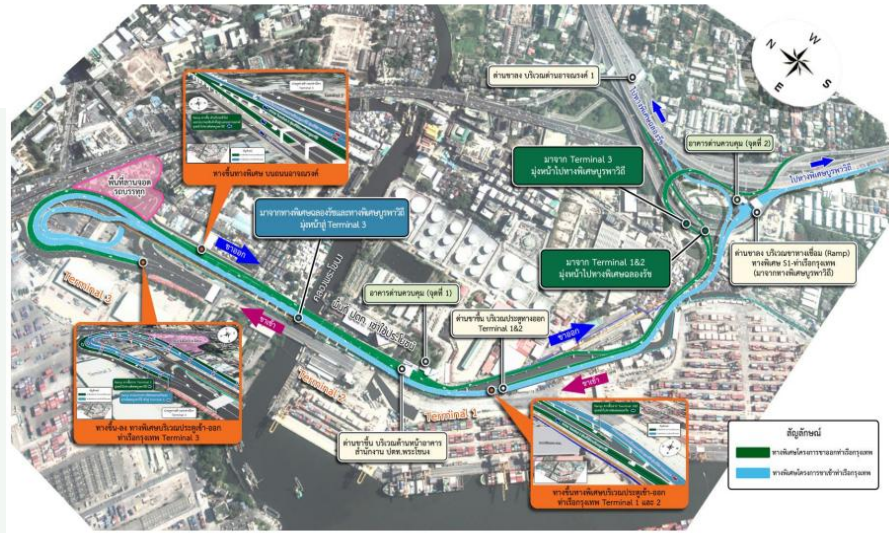 N
W
E
S
ด่านขาลง บริเวณด่านอาจณรงค์ 1
ไปทางพิเศษฉลองรัช
อาคารด่านควบคุม (จุดที่ 2)
ไปทางพิเศษบูรพาวิถี
มาจาก Terminal 3
มุ่งหน้าไปทางพิเศษบูรพาวิถี
พื้นที่ลานจอด
รถบรรทุก
ทางขึ้นทางพิเศษ บนถนนอาจณรงค์
มาจากทางพิเศษฉลองรัชและทางพิเศษบูรพาวิถี
มุ่งหน้าสู่ Terminal 3
มาจาก Terminal 1&2
มุ่งหน้าไปทางพิเศษฉลองรัช
ด่านขาลง บริเวณทางเชื่อม (Ramp)
ทางพิเศษ S1-ท่าเรือกรุงเทพ
(มาจากทางพิเศษบูรพาวิถี)
ขาออก
คลองพระโขนง
อาคารด่านควบคุม (จุดที่ 1)
Terminal 3
ด่านขาขึ้น บริเวณประตูทางออก
Terminal 1&2
ขาเข้า
ขาออก
Terminal 2
ขาเข้า
Terminal 1
ทางขึ้น-ลง ทางพิเศษบริเวณประตูเข้า-ออก
ท่าเรือกรุงเทพ Terminal 3
ด่านขาขึ้น บริเวณด้านหน้าอาคาร
สำนักงาน ปตท.พระโขนง
ทางขึ้นทางพิเศษบริเวณประตูเข้า-ออก
ท่าเรือกรุงเทพ Terminal 1 และ 2
สัญลักษณ์
ทางพิเศษโครงการขาออกท่าเรือกรุงเทพ
ทางพิเศษโครงการขาเข้าท่าเรือกรุงเทพ